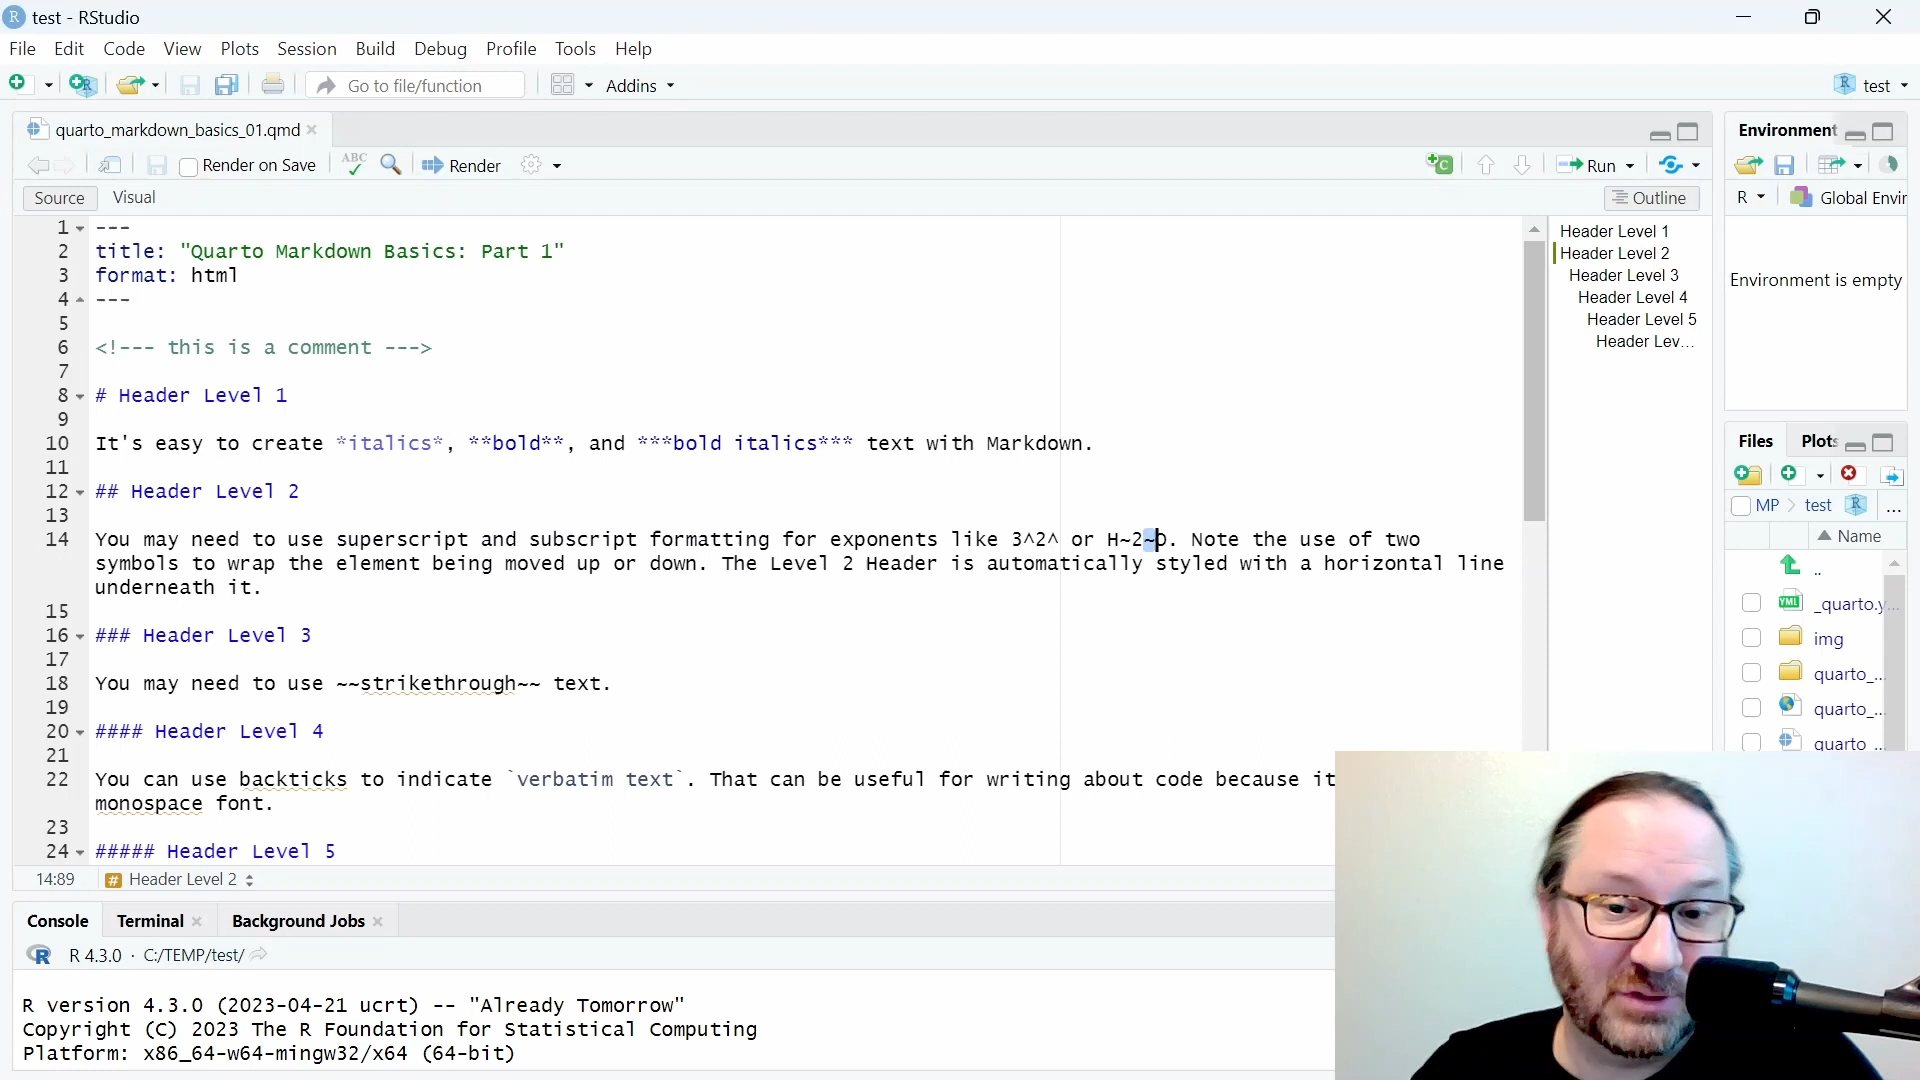 test - RStudio
File Edit Code View Plots Session Build Debug Profile Tools Help
Go to file/function Addins test
quarto_markdown_basics_01.qmd
Render on Save ABC Render Run
Source Visual Outline
1 ---
2 title: "Quarto Markdown Basics: Part 1"
3 format: html
4 ---
5
6 <!--- this is a comment --->
7
8 # Header Level 1
9
10 It's easy to create *italics*, **bold**, and ***bold italics*** text with Markdown.
11
12 ## Header Level 2
13
14 You may need to use superscript and subscript formatting for exponents like 3^2^ or H~2~O. Note the use of two
symbols to wrap the element being moved up or down. The Level 2 Header is automatically styled with a horizontal line
underneath it.
15
16 ### Header Level 3
17
18 You may need to use ~~strikethrough~~ text.
19
20 #### Header Level 4
21
22 You can use backticks to indicate `verbatim text`. That can be useful for writing about code because it
monospace font.
23
24 ##### Header Level 5
14:89 # Header Level 2
Header Level 1
Header Level 2
Header Level 3
Header Level 4
Header Level 5
Header Lev...
Console Terminal Background Jobs
R 4.3.0 · C:/TEMP/test/
R version 4.3.0 (2023-04-21 ucrt) -- "Already Tomorrow"
Copyright (C) 2023 The R Foundation for Statistical Computing
Platform: x86_64-w64-mingw32/x64 (64-bit)
Environment
R Global Envir
Environment is empty
Files Plots
MP test ...
Name
..
YML _quarto.y...
img
quarto_...
quarto_...
quarto_...